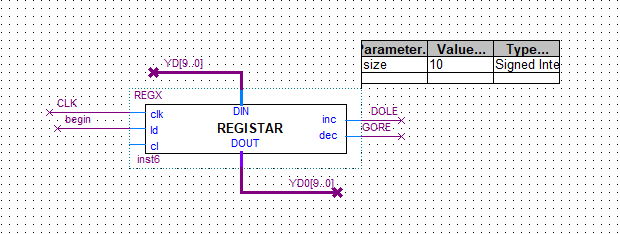 Parameter... Value... Type...
size 10 Signed Inte
YD[9..0]
REGX
CLK
begin
clk
ld
cl
DIN
REGISTAR
DOUT
inc
dec
DOLE
GORE
inst6
YD0[9..0]